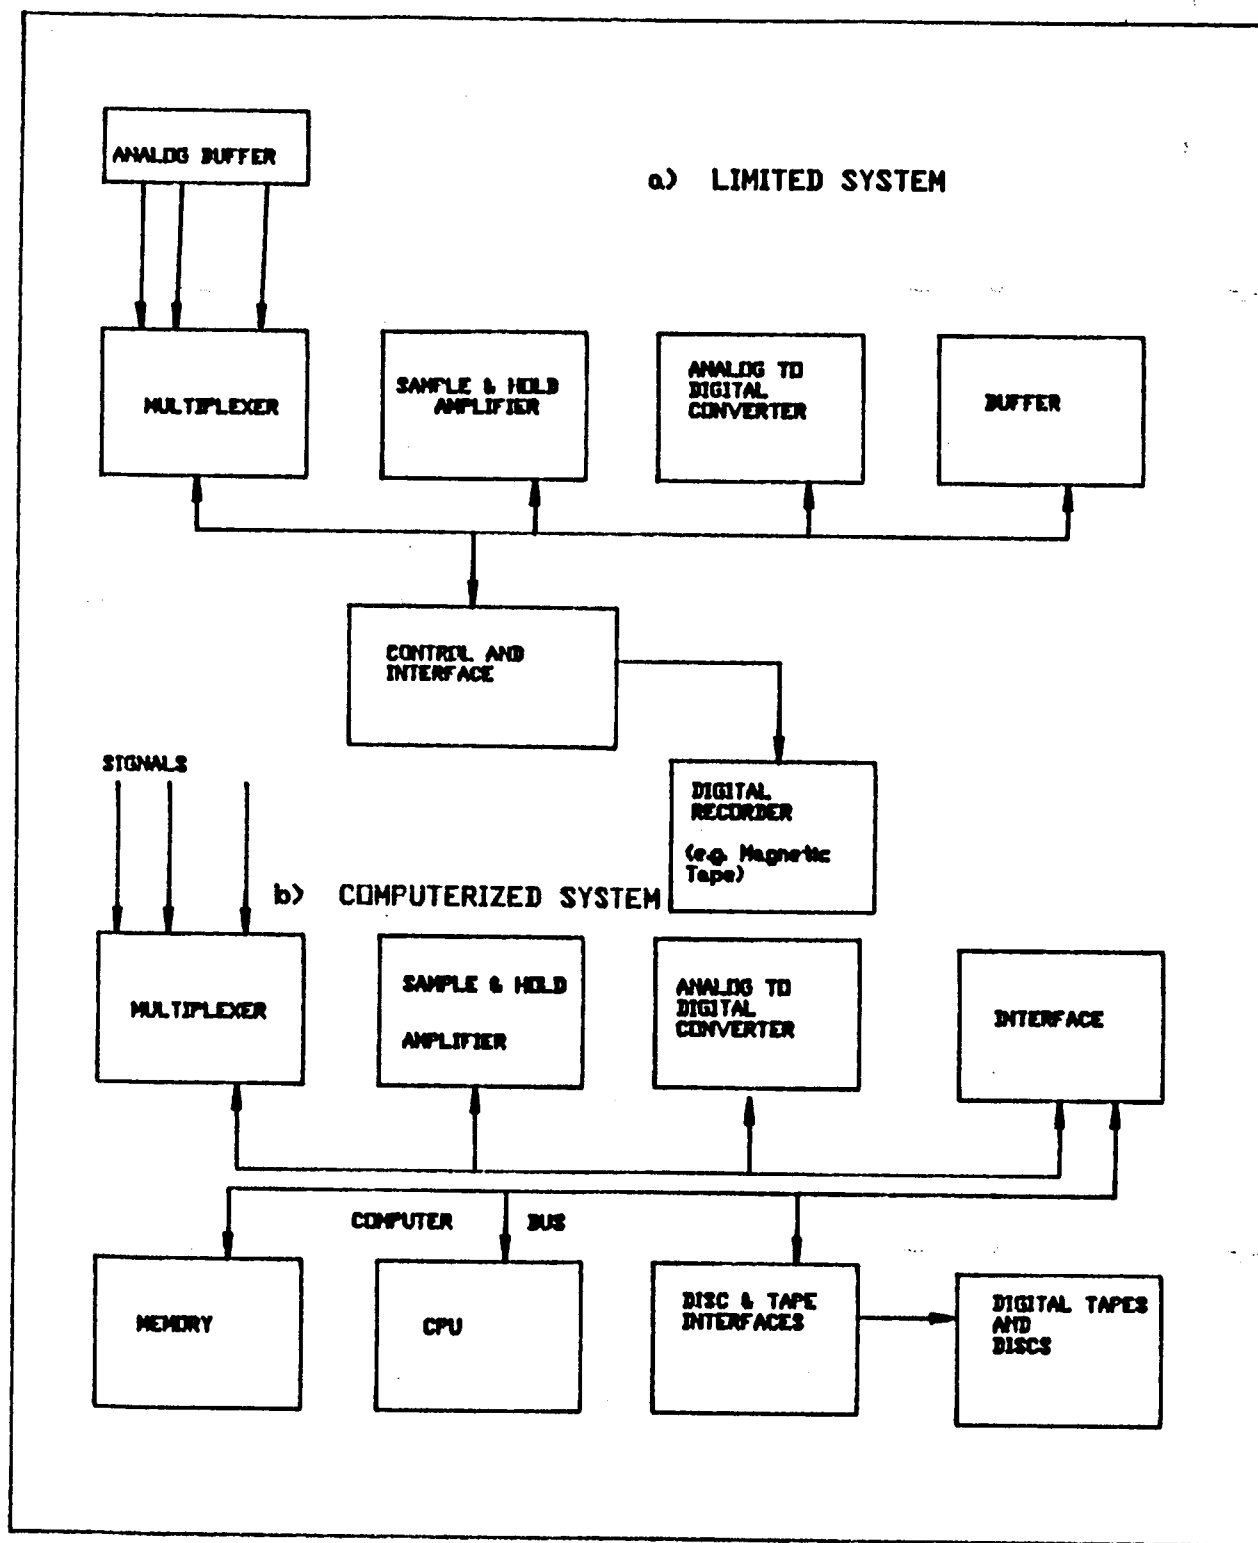 ANALOG BUFFER
a) LIMITED SYSTEM
MULTIPLEXER
SAMPLE & HOLD
AMPLIFIER
ANALOG TO
DIGITAL
CONVERTER
BUFFER
CONTROL AND
INTERFACE
SIGNALS
DIGITAL
RECORDER
(e.g. Magnetic
Tape)
b) COMPUTERIZED SYSTEM
MULTIPLEXER
SAMPLE & HOLD
AMPLIFIER
ANALOG TO
DIGITAL
CONVERTER
INTERFACE
COMPUTER BUS
MEMORY
CPU
DISC & TAPE
INTERFACES
DIGITAL TAPES
AND
DISCS